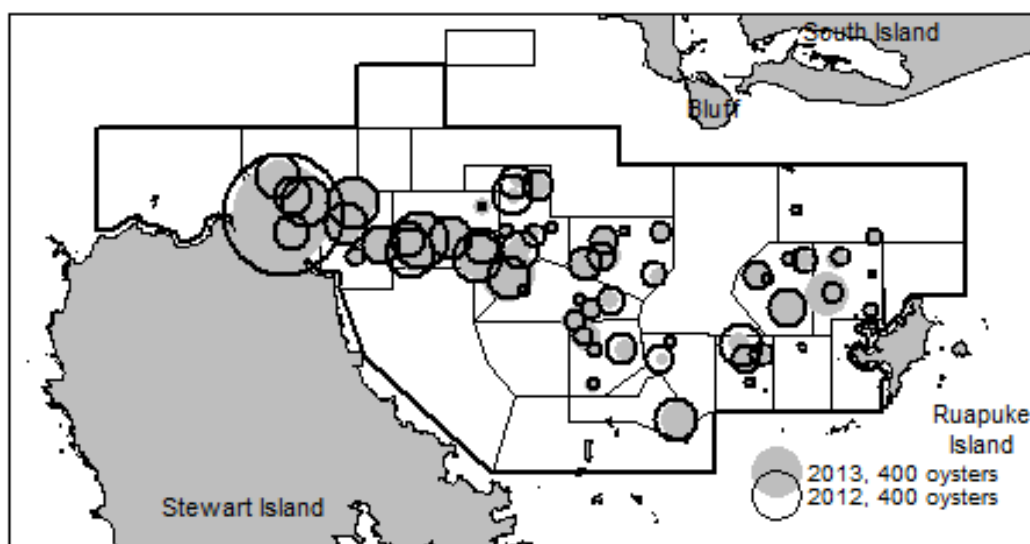 South Island
Bluff
Ruapuke
Island
2013, 400 oysters
2012, 400 oysters
Stewart Island